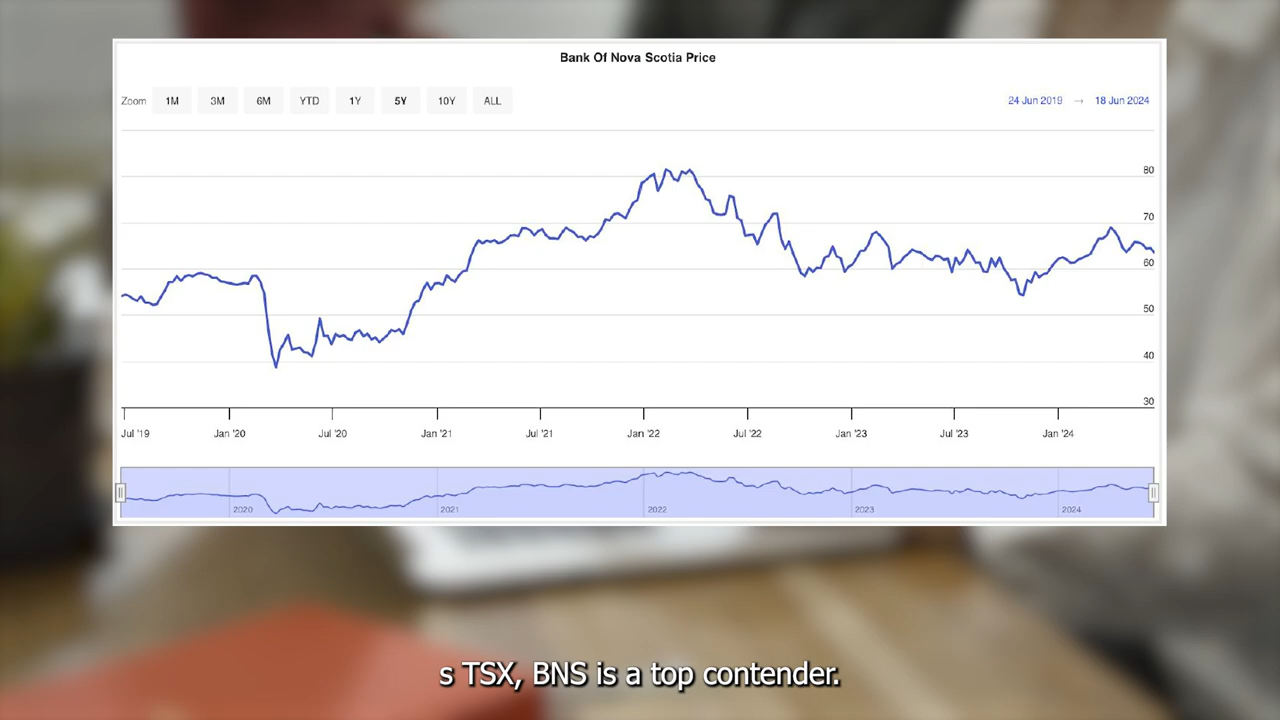 Bank Of Nova Scotia Price
Zoom 1M 3M 6M YTD 1Y 5Y 10Y ALL 24 Jun 2019 → 18 Jun 2024
80
70
60
50
40
30
Jul '19 Jan '20 Jul '20 Jan '21 Jul '21 Jan '22 Jul '22 Jan '23 Jul '23 Jan '24
2020 2021 2022 2023 2024
s TSX, BNS is a top contender.